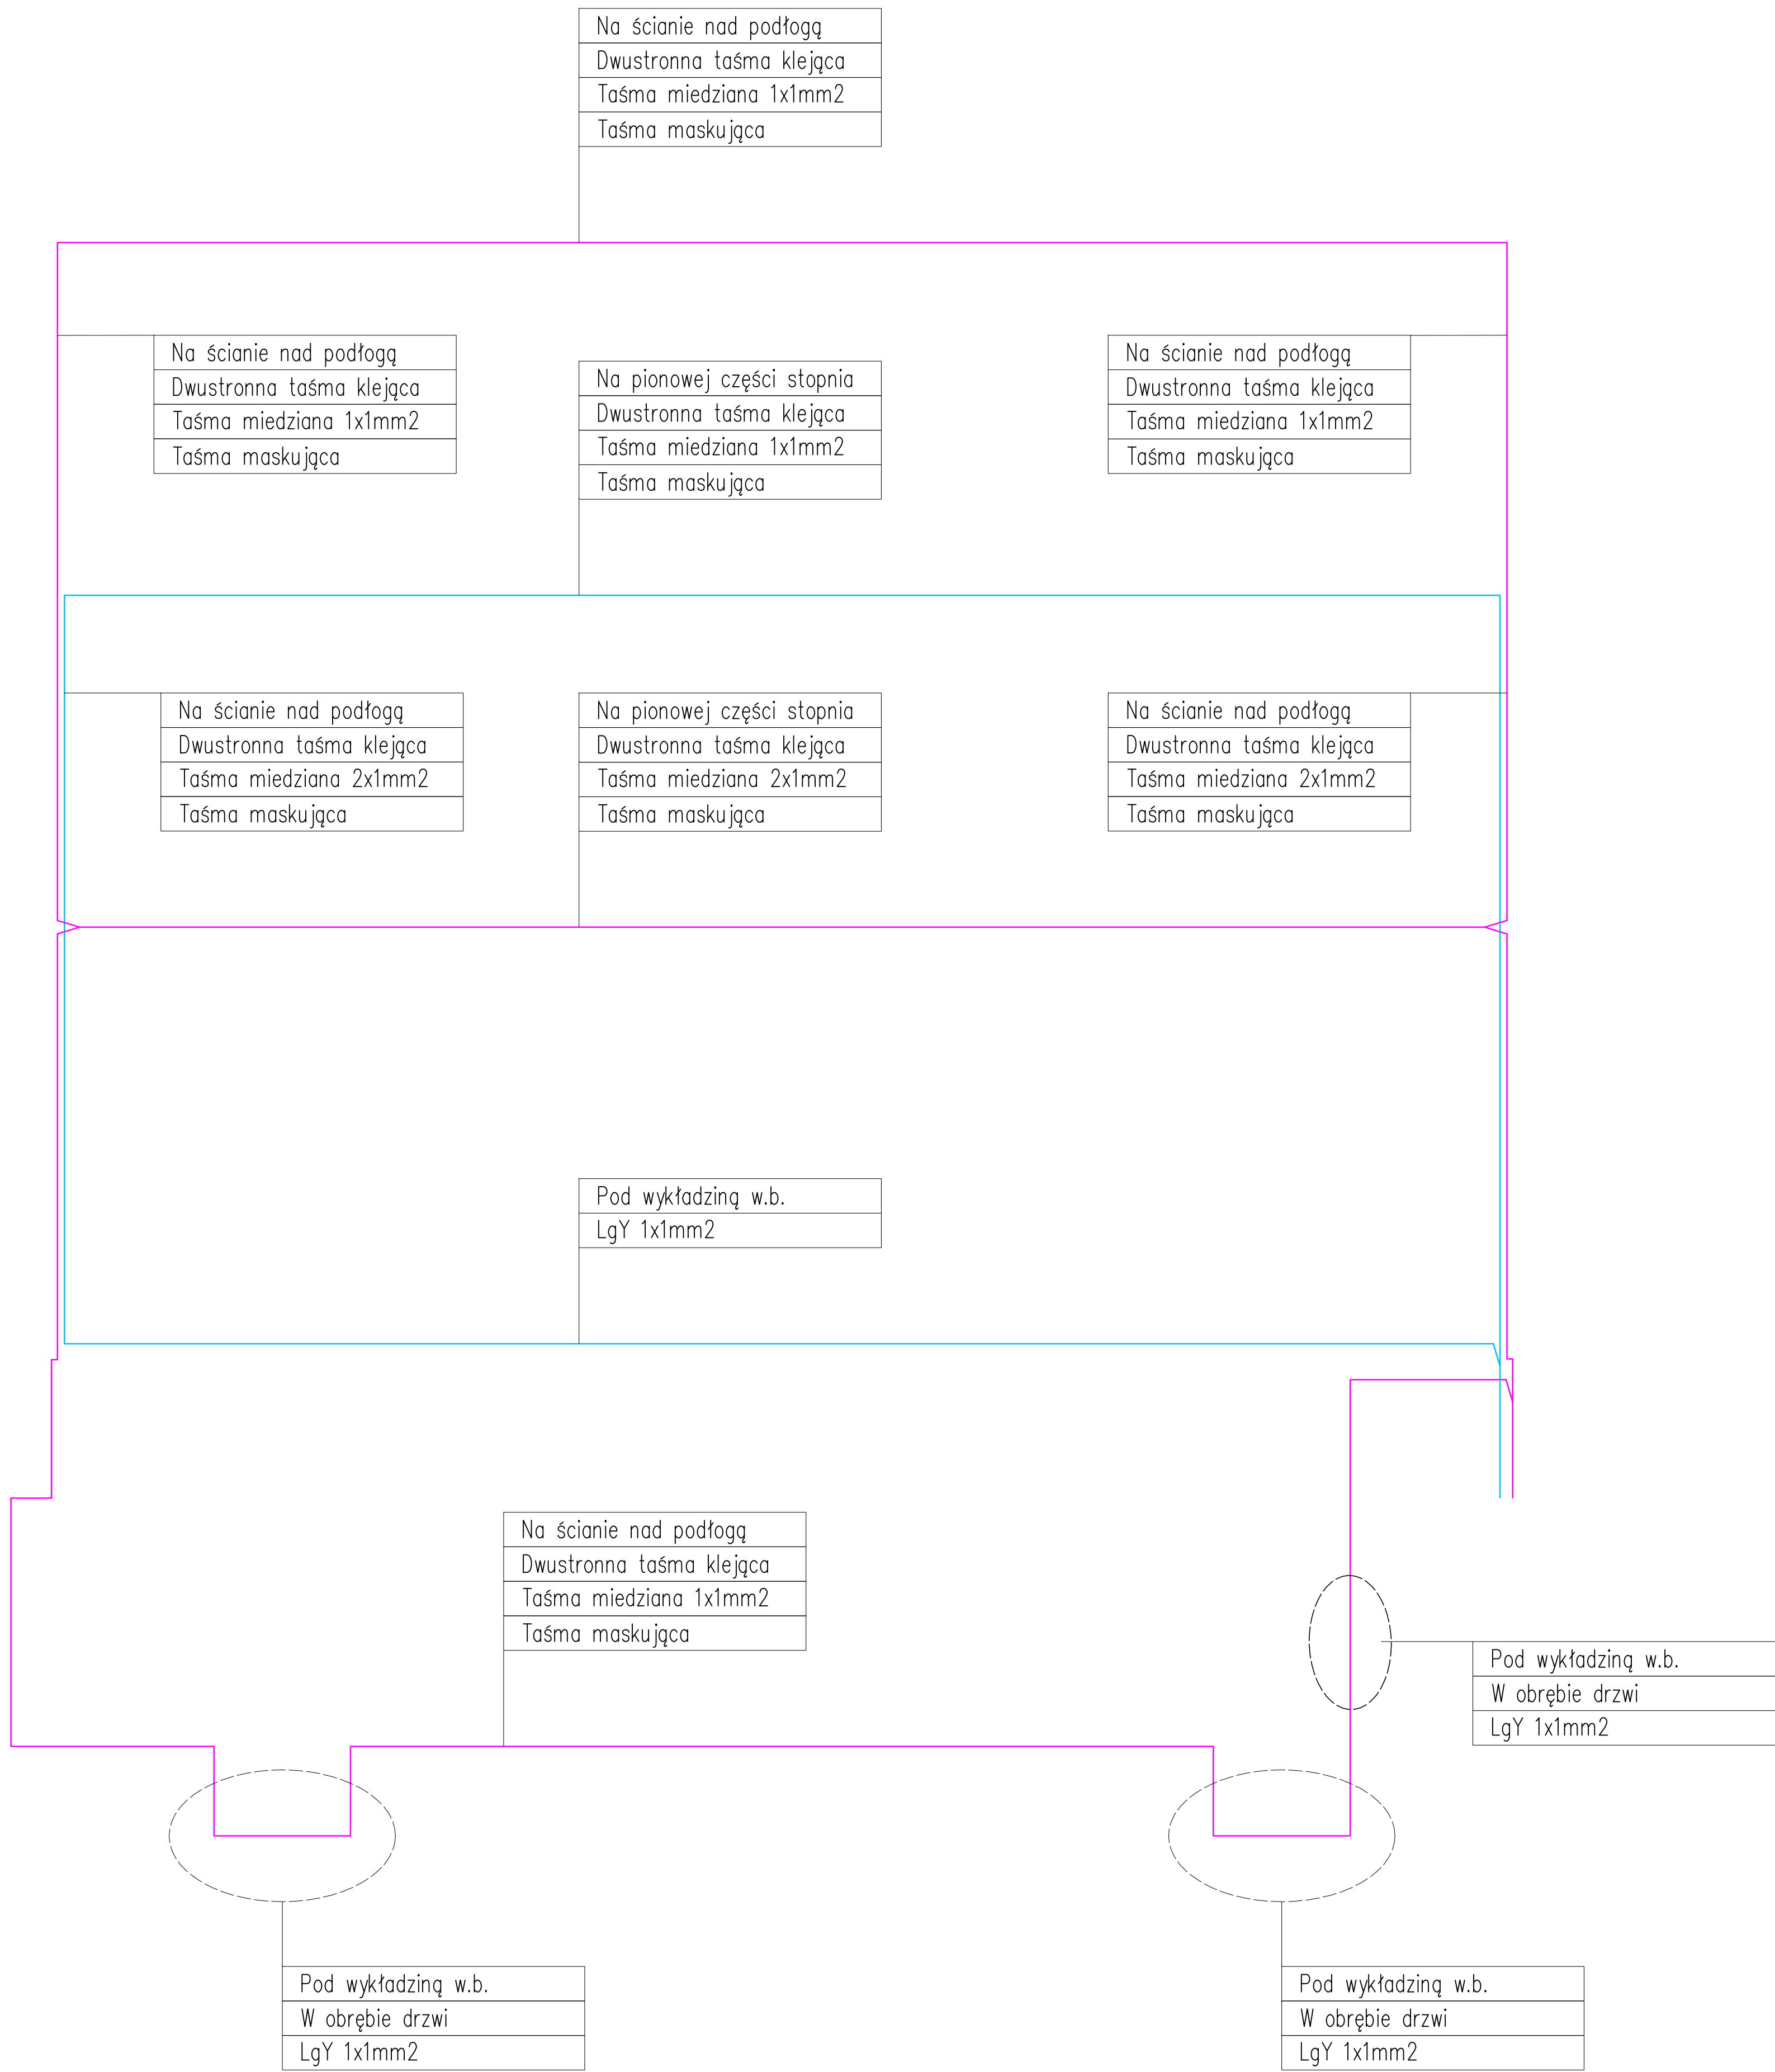 Na ścianie nad podłogą
Dwustronna taśma klejąca
Taśma miedziana 1x1mm2
Taśma maskująca
Na ścianie nad podłogą
Dwustronna taśma klejąca
Taśma miedziana 1x1mm2
Taśma maskująca
Na pionowej części stopnia
Dwustronna taśma klejąca
Taśma miedziana 1x1mm2
Taśma maskująca
Na ścianie nad podłogą
Dwustronna taśma klejąca
Taśma miedziana 1x1mm2
Taśma maskująca
Na ścianie nad podłogą
Dwustronna taśma klejąca
Taśma miedziana 2x1mm2
Taśma maskująca
Na pionowej części stopnia
Dwustronna taśma klejąca
Taśma miedziana 2x1mm2
Taśma maskująca
Na ścianie nad podłogą
Dwustronna taśma klejąca
Taśma miedziana 2x1mm2
Taśma maskująca
Pod wykładziną w.b.
LgY 1x1mm2
Na ścianie nad podłogą
Dwustronna taśma klejąca
Taśma miedziana 1x1mm2
Taśma maskująca
Pod wykładziną w.b.
W obrębie drzwi
LgY 1x1mm2
Pod wykładziną w.b.
W obrębie drzwi
LgY 1x1mm2
Pod wykładziną w.b.
W obrębie drzwi
LgY 1x1mm2